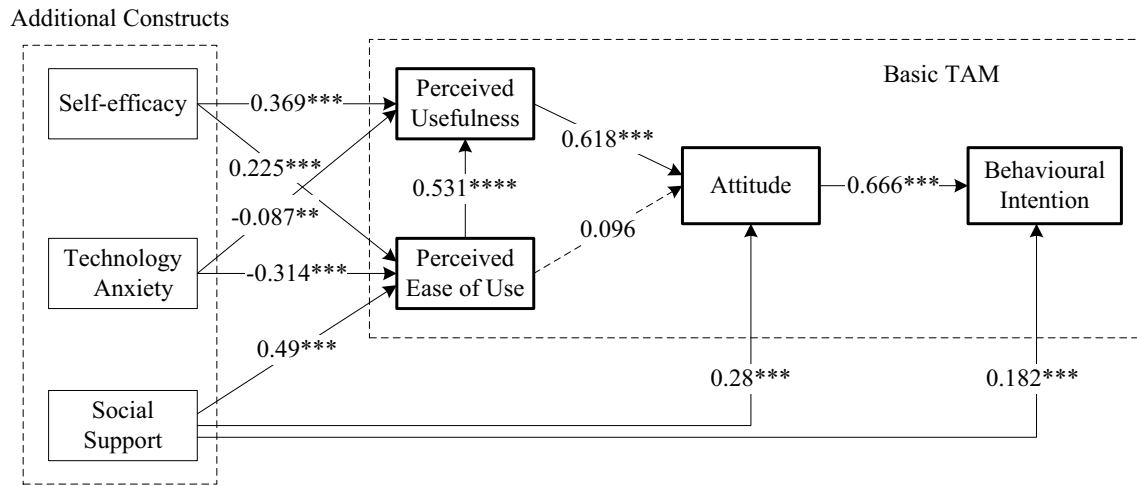 Additional Constructs
Basic TAM
Self-efficacy
0.369***
Perceived
Usefulness
0.618***
0.225***
0.531****
Attitude
0.666***
Behavioural
Intention
-0.087**
0.096
Technology
Anxiety
-0.314***
Perceived
Ease of Use
0.49***
0.28***
0.182***
Social
Support